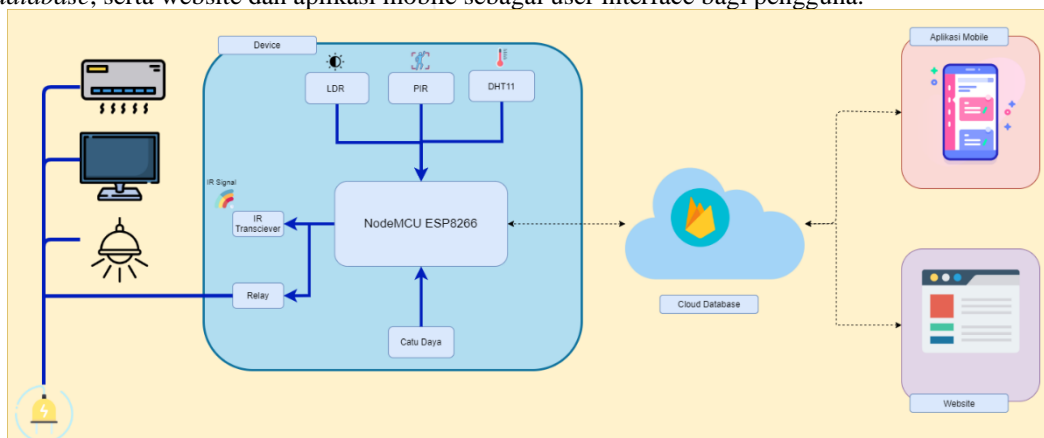 database, serta website dan aplikasi mobile sebagai user interface bagi pengguna.
Device
Aplikasi Mobile
LDR
PIR
DHT11
IR Signal
IR
Transciever
NodeMCU ESP8266
Relay
Cloud Database
Catu Daya
Website